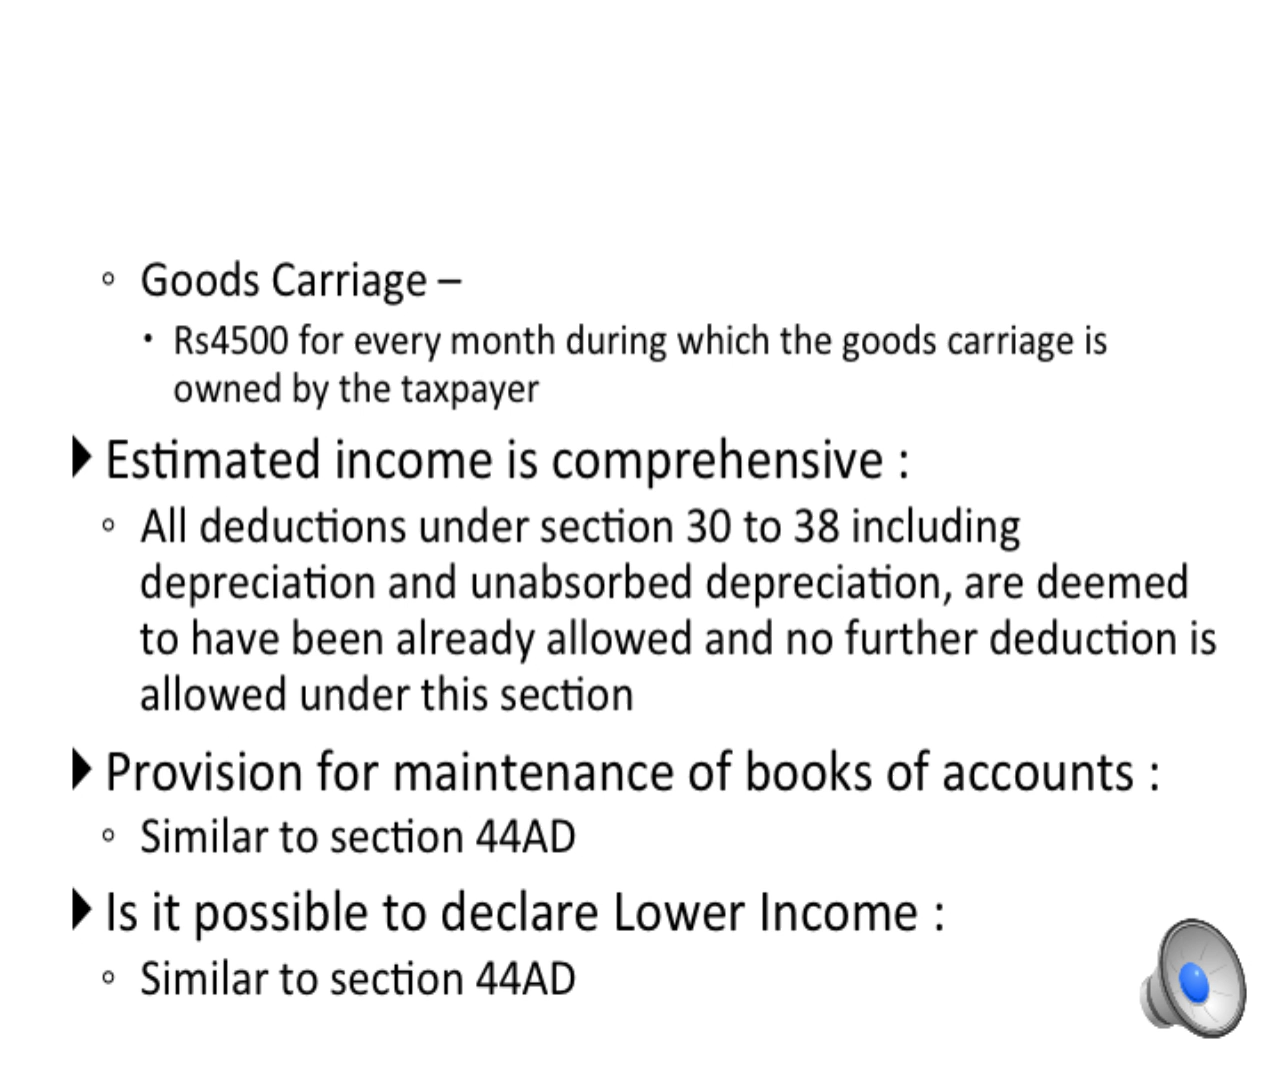 Goods Carriage –
Rs4500 for every month during which the goods carriage is
owned by the taxpayer
Estimated income is comprehensive :
All deductions under section 30 to 38 including
depreciation and unabsorbed depreciation, are deemed
to have been already allowed and no further deduction is
allowed under this section
Provision for maintenance of books of accounts :
Similar to section 44AD
Is it possible to declare Lower Income :
Similar to section 44AD